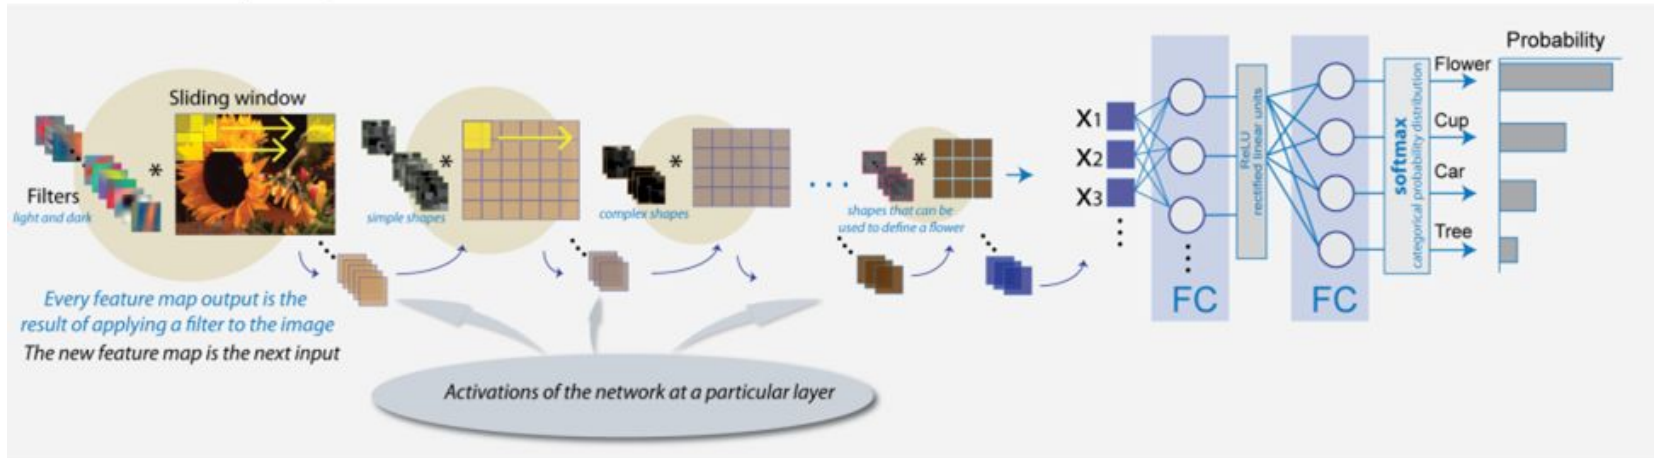 Sliding window
*
Filters
light and dark
*
simple shapes
*
complex shapes
*
shapes that can be
used to define a flower
Every feature map output is the
result of applying a filter to the image
The new feature map is the next input
Activations of the network at a particular layer
X1
X2
X3
FC
ReLU
rectified linear units
FC
softmax
categorical probability distribution
Probability
Flower
Cup
Car
Tree